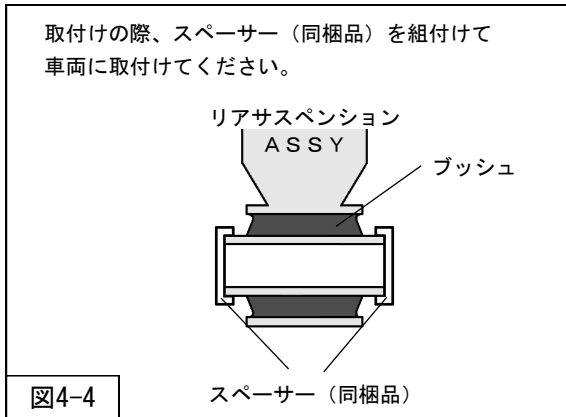 取付けの際、スペーサー（同梱品）を組付けて
車両に取付けてください。
リアサスペンション
ＡＳＳＹ
ブッシュ
スペーサー（同梱品）
図4-4